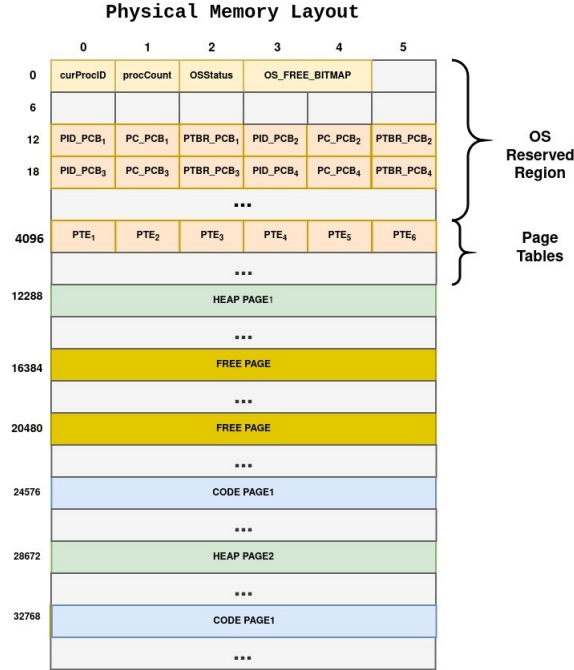 Physical Memory Layout
0 1 2 3 4 5
0 curProcID procCount OSStatus OS_FREE_BITMAP
6
12 PID_PCB₁ PC_PCB₁ PTBR_PCB₁ PID_PCB₂ PC_PCB₂ PTBR_PCB₂
18 PID_PCB₃ PC_PCB₃ PTBR_PCB₃ PID_PCB₄ PC_PCB₄ PTBR_PCB₄
...
OS
Reserved
Region
4096 PTE₁ PTE₂ PTE₃ PTE₄ PTE₅ PTE₆
...
Page
Tables
12288 HEAP PAGE1
...
16384 FREE PAGE
...
20480 FREE PAGE
...
24576 CODE PAGE1
...
28672 HEAP PAGE2
...
32768 CODE PAGE1
...